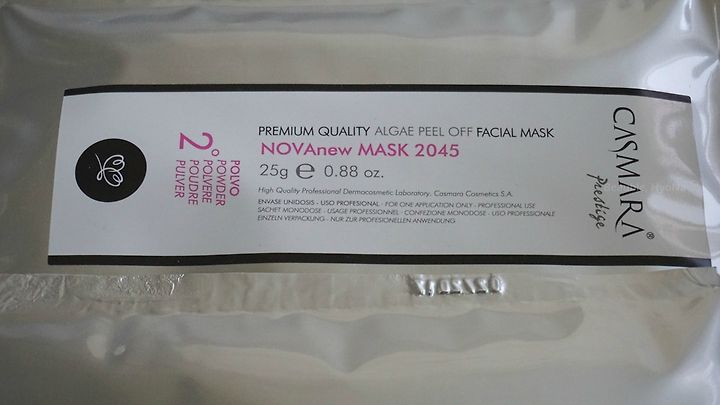 PREMIUM QUALITY ALGAE PEEL OFF FACIAL MASK
NOVAnew MASK 2045
25g ℮ 0.88 oz.
High Quality Professional Dermocosmetic Laboratory. Casmara Cosmetics S.A.
ENVASE UNIDOSIS - USO PROFESIONAL - FOR ONE APPLICATION ONLY - PROFESSIONAL USE
SACHET MONODOSE - USAGE PROFESSIONNEL - CONFEZIONE MONODOSE - USO PROFESSIONALE
EINZELN VERPACKUNG - NUR ZUR PROFESIONELLEN ANWENDUNG
2º
POLVO
POWDER
POLVERE
POUDRE
PULVER
CASMARA®
Prestige